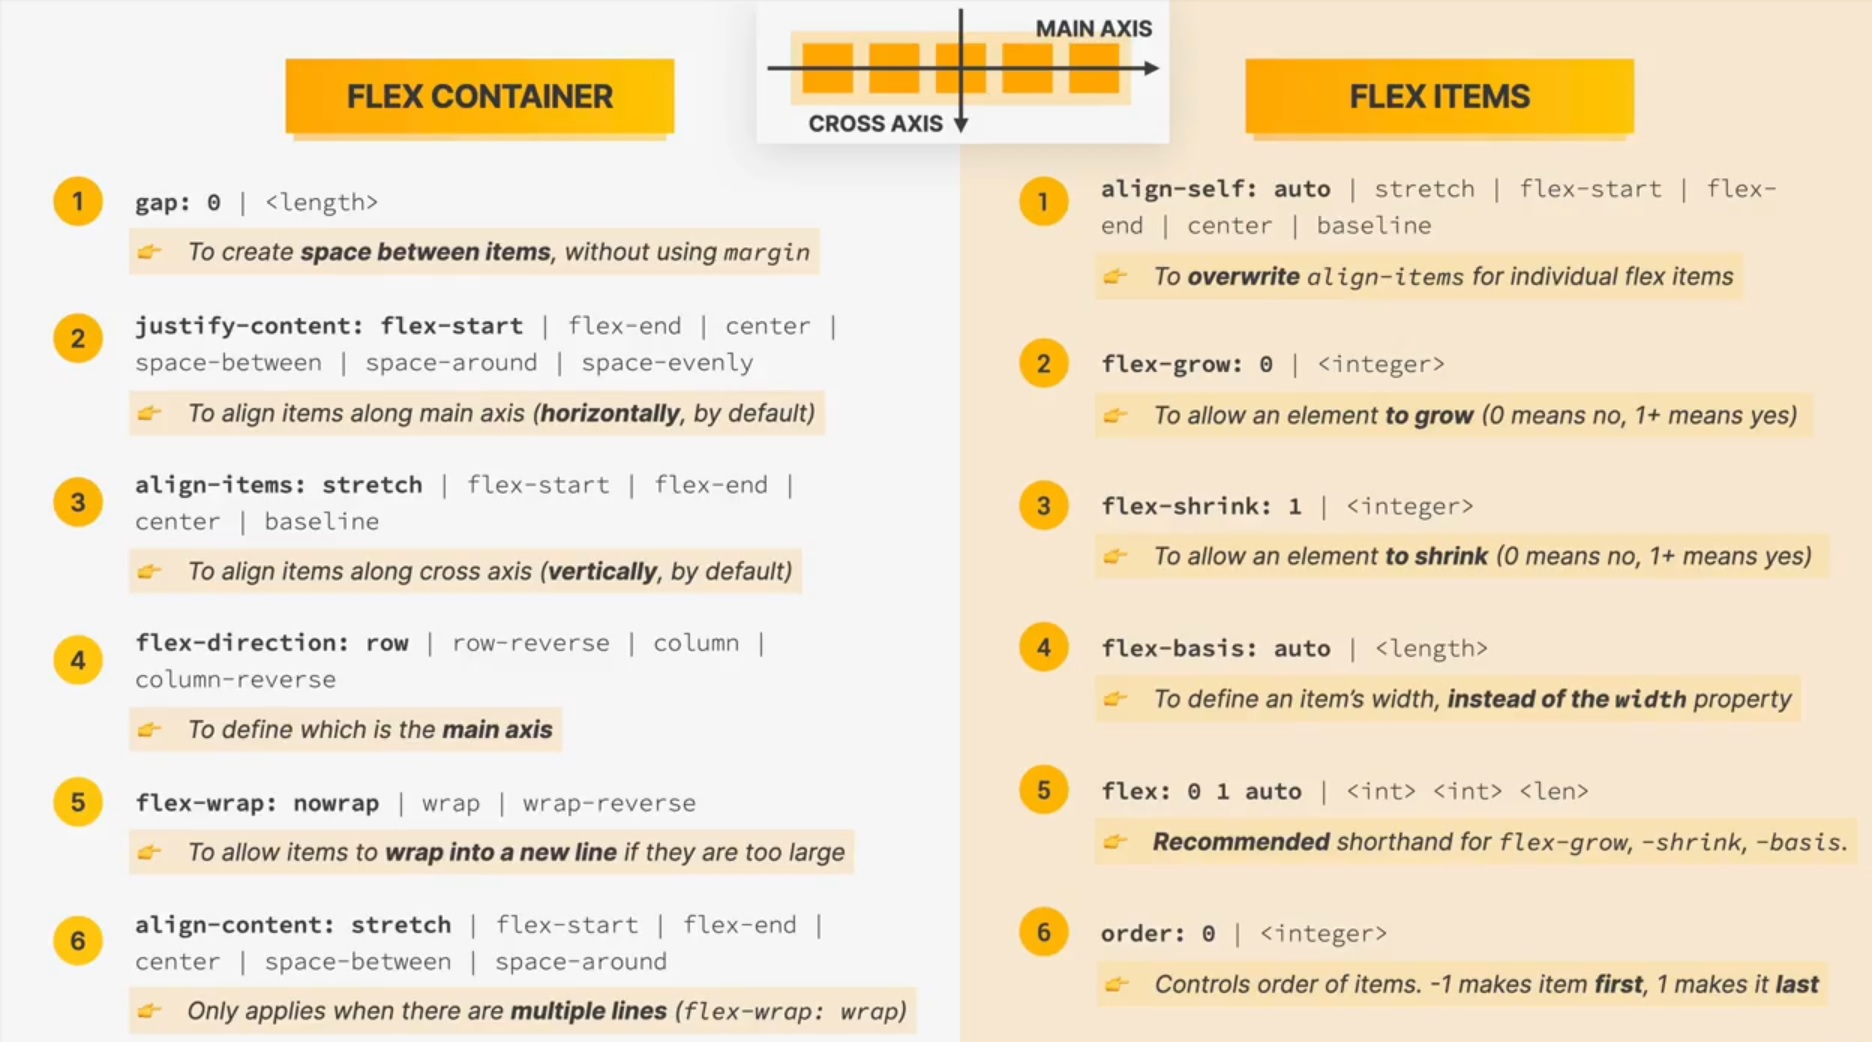 MAIN AXIS
CROSS AXIS
FLEX CONTAINER
1
gap: 0 | <length>
👉 To create space between items, without using margin
2
justify-content: flex-start | flex-end | center |
space-between | space-around | space-evenly
👉 To align items along main axis (horizontally, by default)
3
align-items: stretch | flex-start | flex-end |
center | baseline
👉 To align items along cross axis (vertically, by default)
4
flex-direction: row | row-reverse | column |
column-reverse
👉 To define which is the main axis
5
flex-wrap: nowrap | wrap | wrap-reverse
👉 To allow items to wrap into a new line if they are too large
6
align-content: stretch | flex-start | flex-end |
center | space-between | space-around
👉 Only applies when there are multiple lines (flex-wrap: wrap)
FLEX ITEMS
1
align-self: auto | stretch | flex-start | flex-
end | center | baseline
👉 To overwrite align-items for individual flex items
2
flex-grow: 0 | <integer>
👉 To allow an element to grow (0 means no, 1+ means yes)
3
flex-shrink: 1 | <integer>
👉 To allow an element to shrink (0 means no, 1+ means yes)
4
flex-basis: auto | <length>
👉 To define an item’s width, instead of the width property
5
flex: 0 1 auto | <int> <int> <len>
👉 Recommended shorthand for flex-grow, -shrink, -basis.
6
order: 0 | <integer>
👉 Controls order of items. -1 makes item first, 1 makes it last